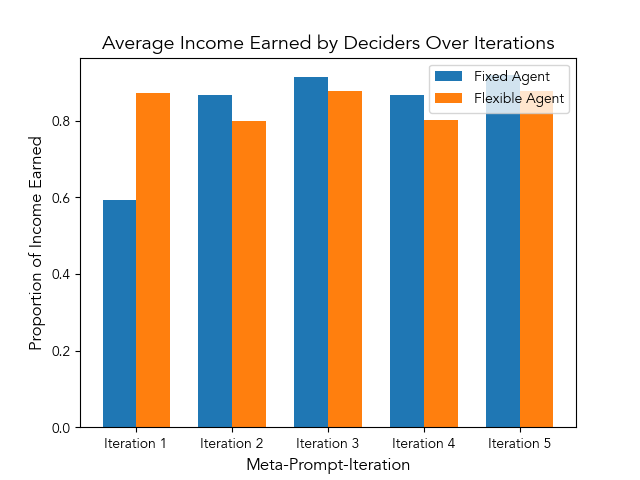 Average Income Earned by Deciders Over Iterations
Fixed Agent
Flexible Agent
Proportion of Income Earned
0.8
0.6
0.4
0.2
0.0
Iteration 1
Iteration 2
Iteration 3
Iteration 4
Iteration 5
Meta-Prompt-Iteration